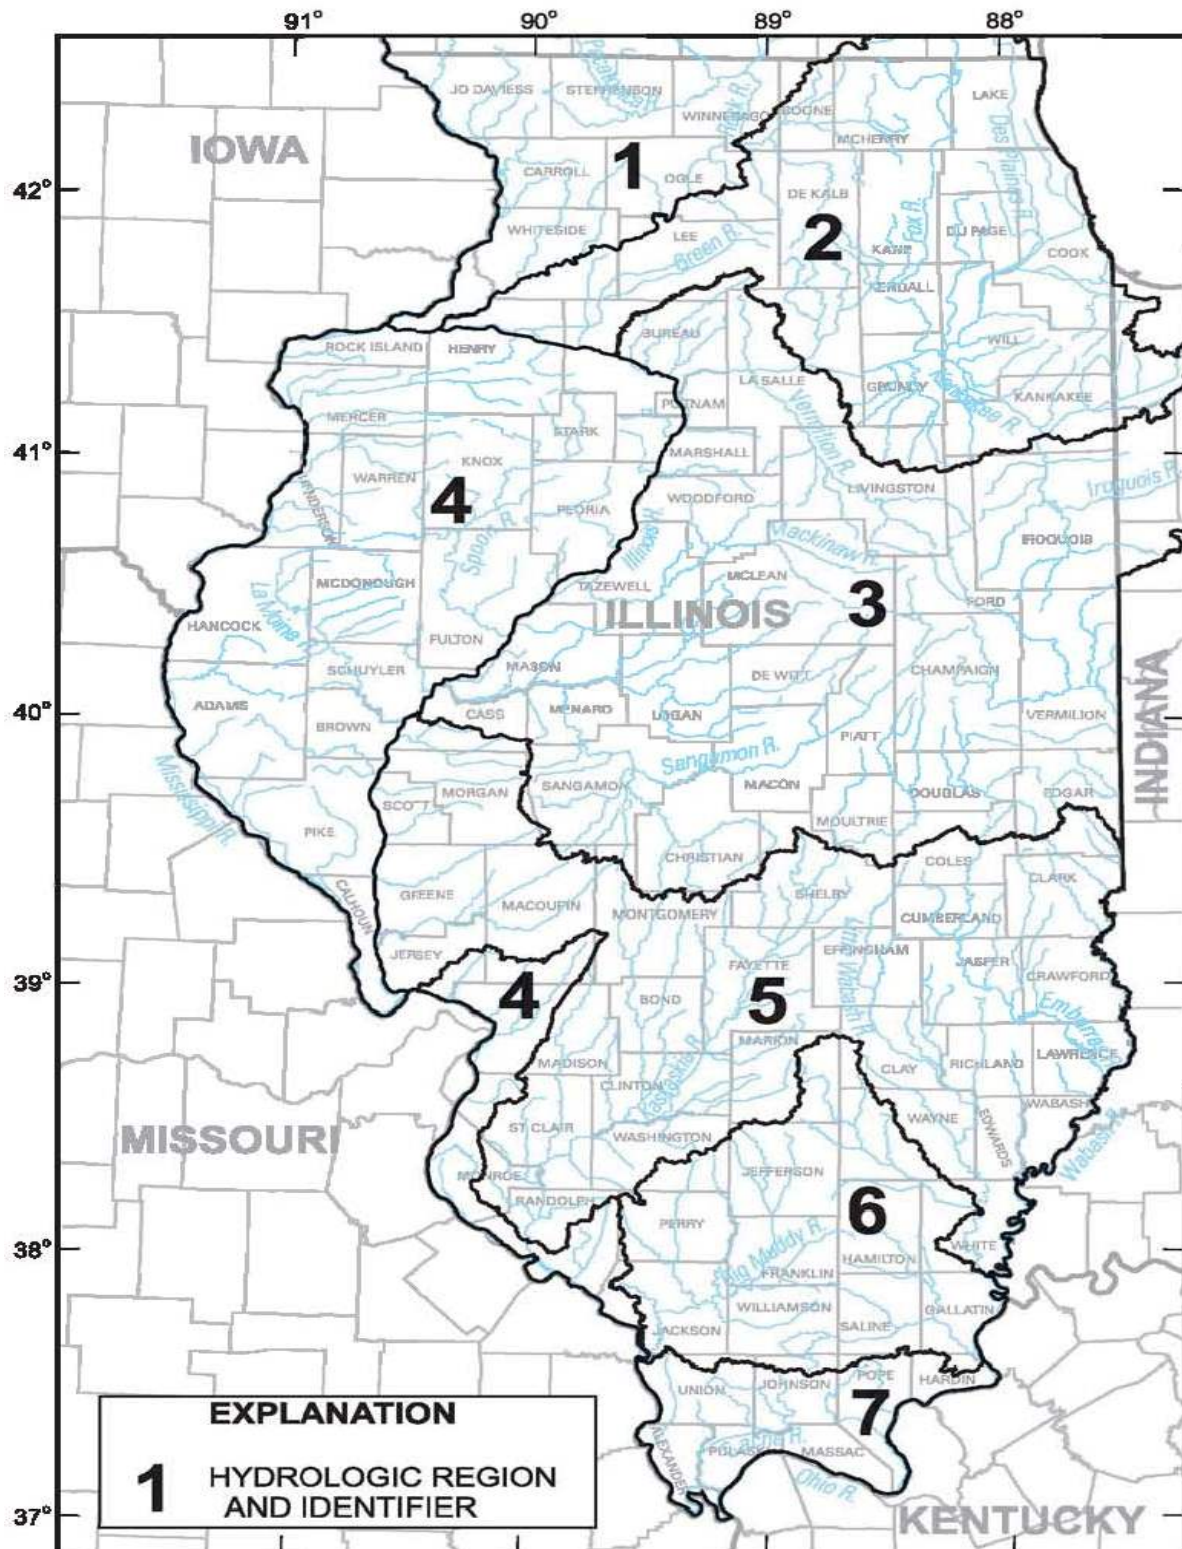 91° 90° 89° 88°
JO DAVIESS STEPHENSON LAKE
Pecatonica R.
Rock R.
WINNEBAGO BOONE
MCHENRY
Des Plaines R.
IOWA
42°
1
CARROLL OGLE DE KALB
Fox R.
WHITESIDE LEE 2 KANE DU PAGE COOK
Green R.
KENDALL
ROCK ISLAND HENRY BUREAU WILL
LA SALLE GRUNDY
Kankakee R.
KANKAKEE
PUTNAM
MERCER STARK
Vermilion R.
41°
KNOX MARSHALL
WARREN LIVINGSTON
Iroquois R.
HENDERSON
4
PEORIA WOODFORD
Spoon R.
Illinois R.
Mackinaw R.
IROQUOIS
MCDONOUGH TAZEWELL MCLEAN
ILLINOIS
3
FORD
La Moine
HANCOCK FULTON
SCHUYLER MASON DE WITT CHAMPAIGN
INDIANA
40°
ADAMS BROWN CASS MENARD LOGAN VERMILION
PIATT
Sangamon R.
Mississippi R.
SCOTT MORGAN SANGAMON MACON DOUGLAS EDGAR
PIKE MOULTRIE
CHRISTIAN COLES
CALHOUN
GREENE MACOUPIN SHELBY CLARK
MONTGOMERY CUMBERLAND
JERSEY EFFINGHAM
Little Wabash R.
39°
4
FAYETTE JASPER CRAWFORD
BOND 5
Embarras
MARION
Kaskaskia R.
MADISON CLAY RICHLAND LAWRENCE
CLINTON
WAYNE WABASH
EDWARDS
MISSOURI
ST CLAIR WASHINGTON
Wabash R.
MONROE JEFFERSON
RANDOLPH
6
PERRY
38°
WHITE
Big Muddy R.
HAMILTON
FRANKLIN
WILLIAMSON GALLATIN
JACKSON SALINE
UNION JOHNSON POPE HARDIN
7
ALEXANDER
Cache R.
PULASKI MASSAC
Ohio R.
37°
KENTUCKY
EXPLANATION
1 HYDROLOGIC REGION
AND IDENTIFIER